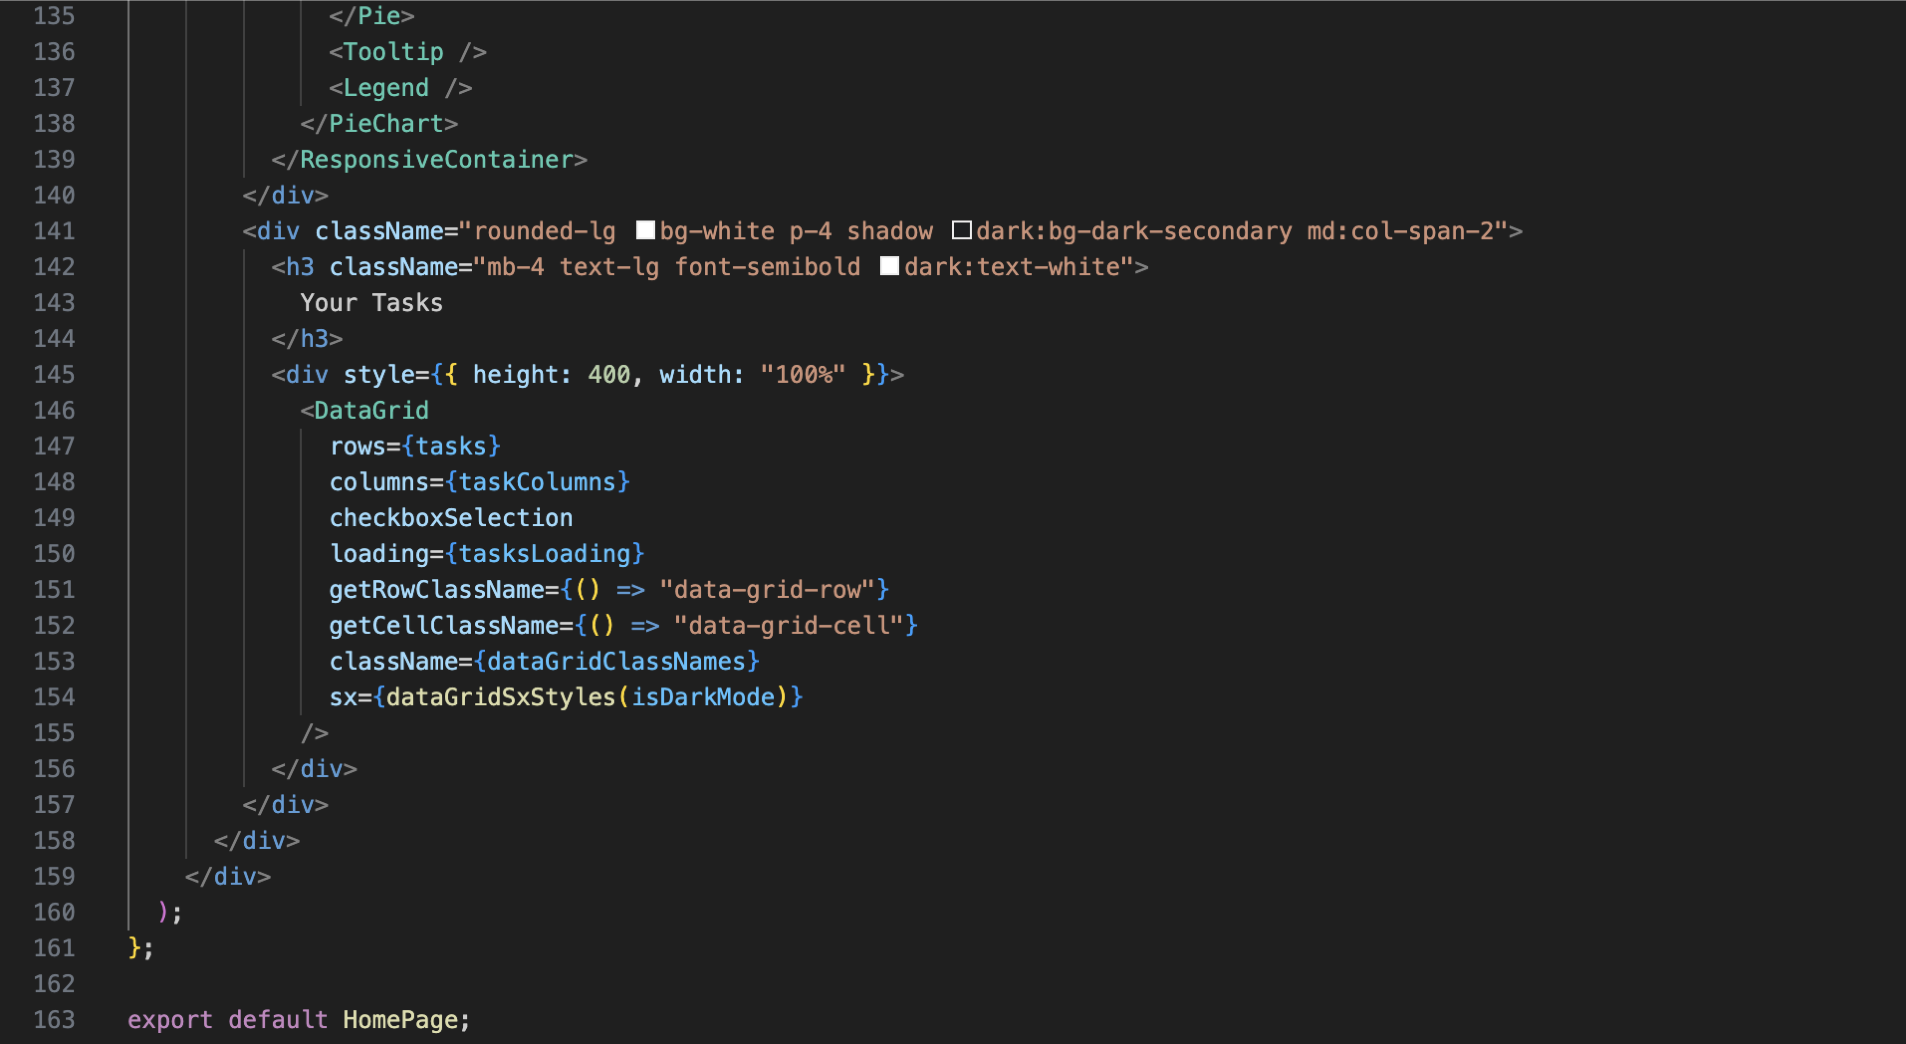 135 </Pie>
136 <Tooltip />
137 <Legend />
138 </PieChart>
139 </ResponsiveContainer>
140 </div>
141 <div className="rounded-lg bg-white p-4 shadow dark:bg-dark-secondary md:col-span-2">
142 <h3 className="mb-4 text-lg font-semibold dark:text-white">
143 Your Tasks
144 </h3>
145 <div style={{ height: 400, width: "100%" }}>
146 <DataGrid
147 rows={tasks}
148 columns={taskColumns}
149 checkboxSelection
150 loading={tasksLoading}
151 getRowClassName={() => "data-grid-row"}
152 getCellClassName={() => "data-grid-cell"}
153 className={dataGridClassNames}
154 sx={dataGridSxStyles(isDarkMode)}
155 />
156 </div>
157 </div>
158 </div>
159 </div>
160 );
161 };
162
163 export default HomePage;